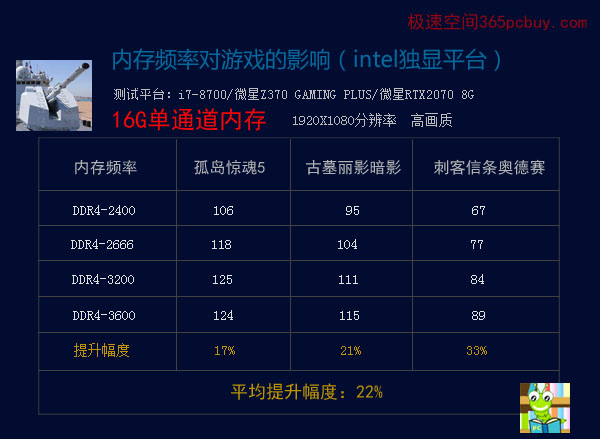 极速空间365pcbuy.com
内存频率对游戏的影响（intel独显平台）
测试平台: i7-8700/微星Z370 GAMING PLUS/微星RTX2070 8G
16G单通道内存 1920X1080分辨率 高画质
内存频率 孤岛惊魂5 古墓丽影暗影 刺客信条奥德赛
DDR4-2400 106 95 67
DDR4-2666 118 104 77
DDR4-3200 125 111 84
DDR4-3600 124 115 89
提升幅度 17% 21% 33%
平均提升幅度: 22%
PC